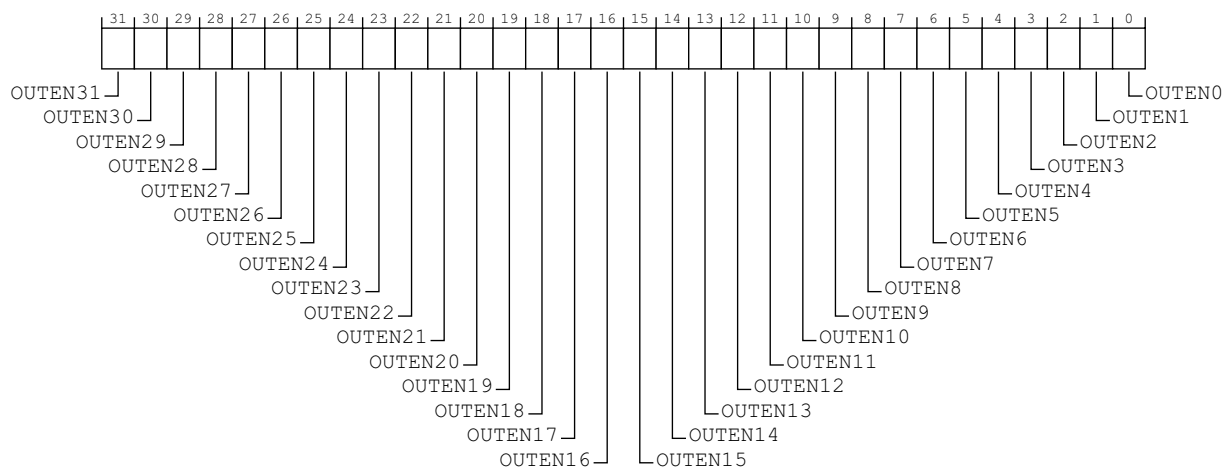 31 30 29 28 27 26 25 24 23 22 21 20 19 18 17 16 15 14 13 12 11 10 9 8 7 6 5 4 3 2 1 0
OUTEN31 OUTEN0
OUTEN30 OUTEN1
OUTEN29 OUTEN2
OUTEN28 OUTEN3
OUTEN27 OUTEN4
OUTEN26 OUTEN5
OUTEN25 OUTEN6
OUTEN24 OUTEN7
OUTEN23 OUTEN8
OUTEN22 OUTEN9
OUTEN21 OUTEN10
OUTEN20 OUTEN11
OUTEN19 OUTEN12
OUTEN18 OUTEN13
OUTEN17 OUTEN14
OUTEN16 OUTEN15